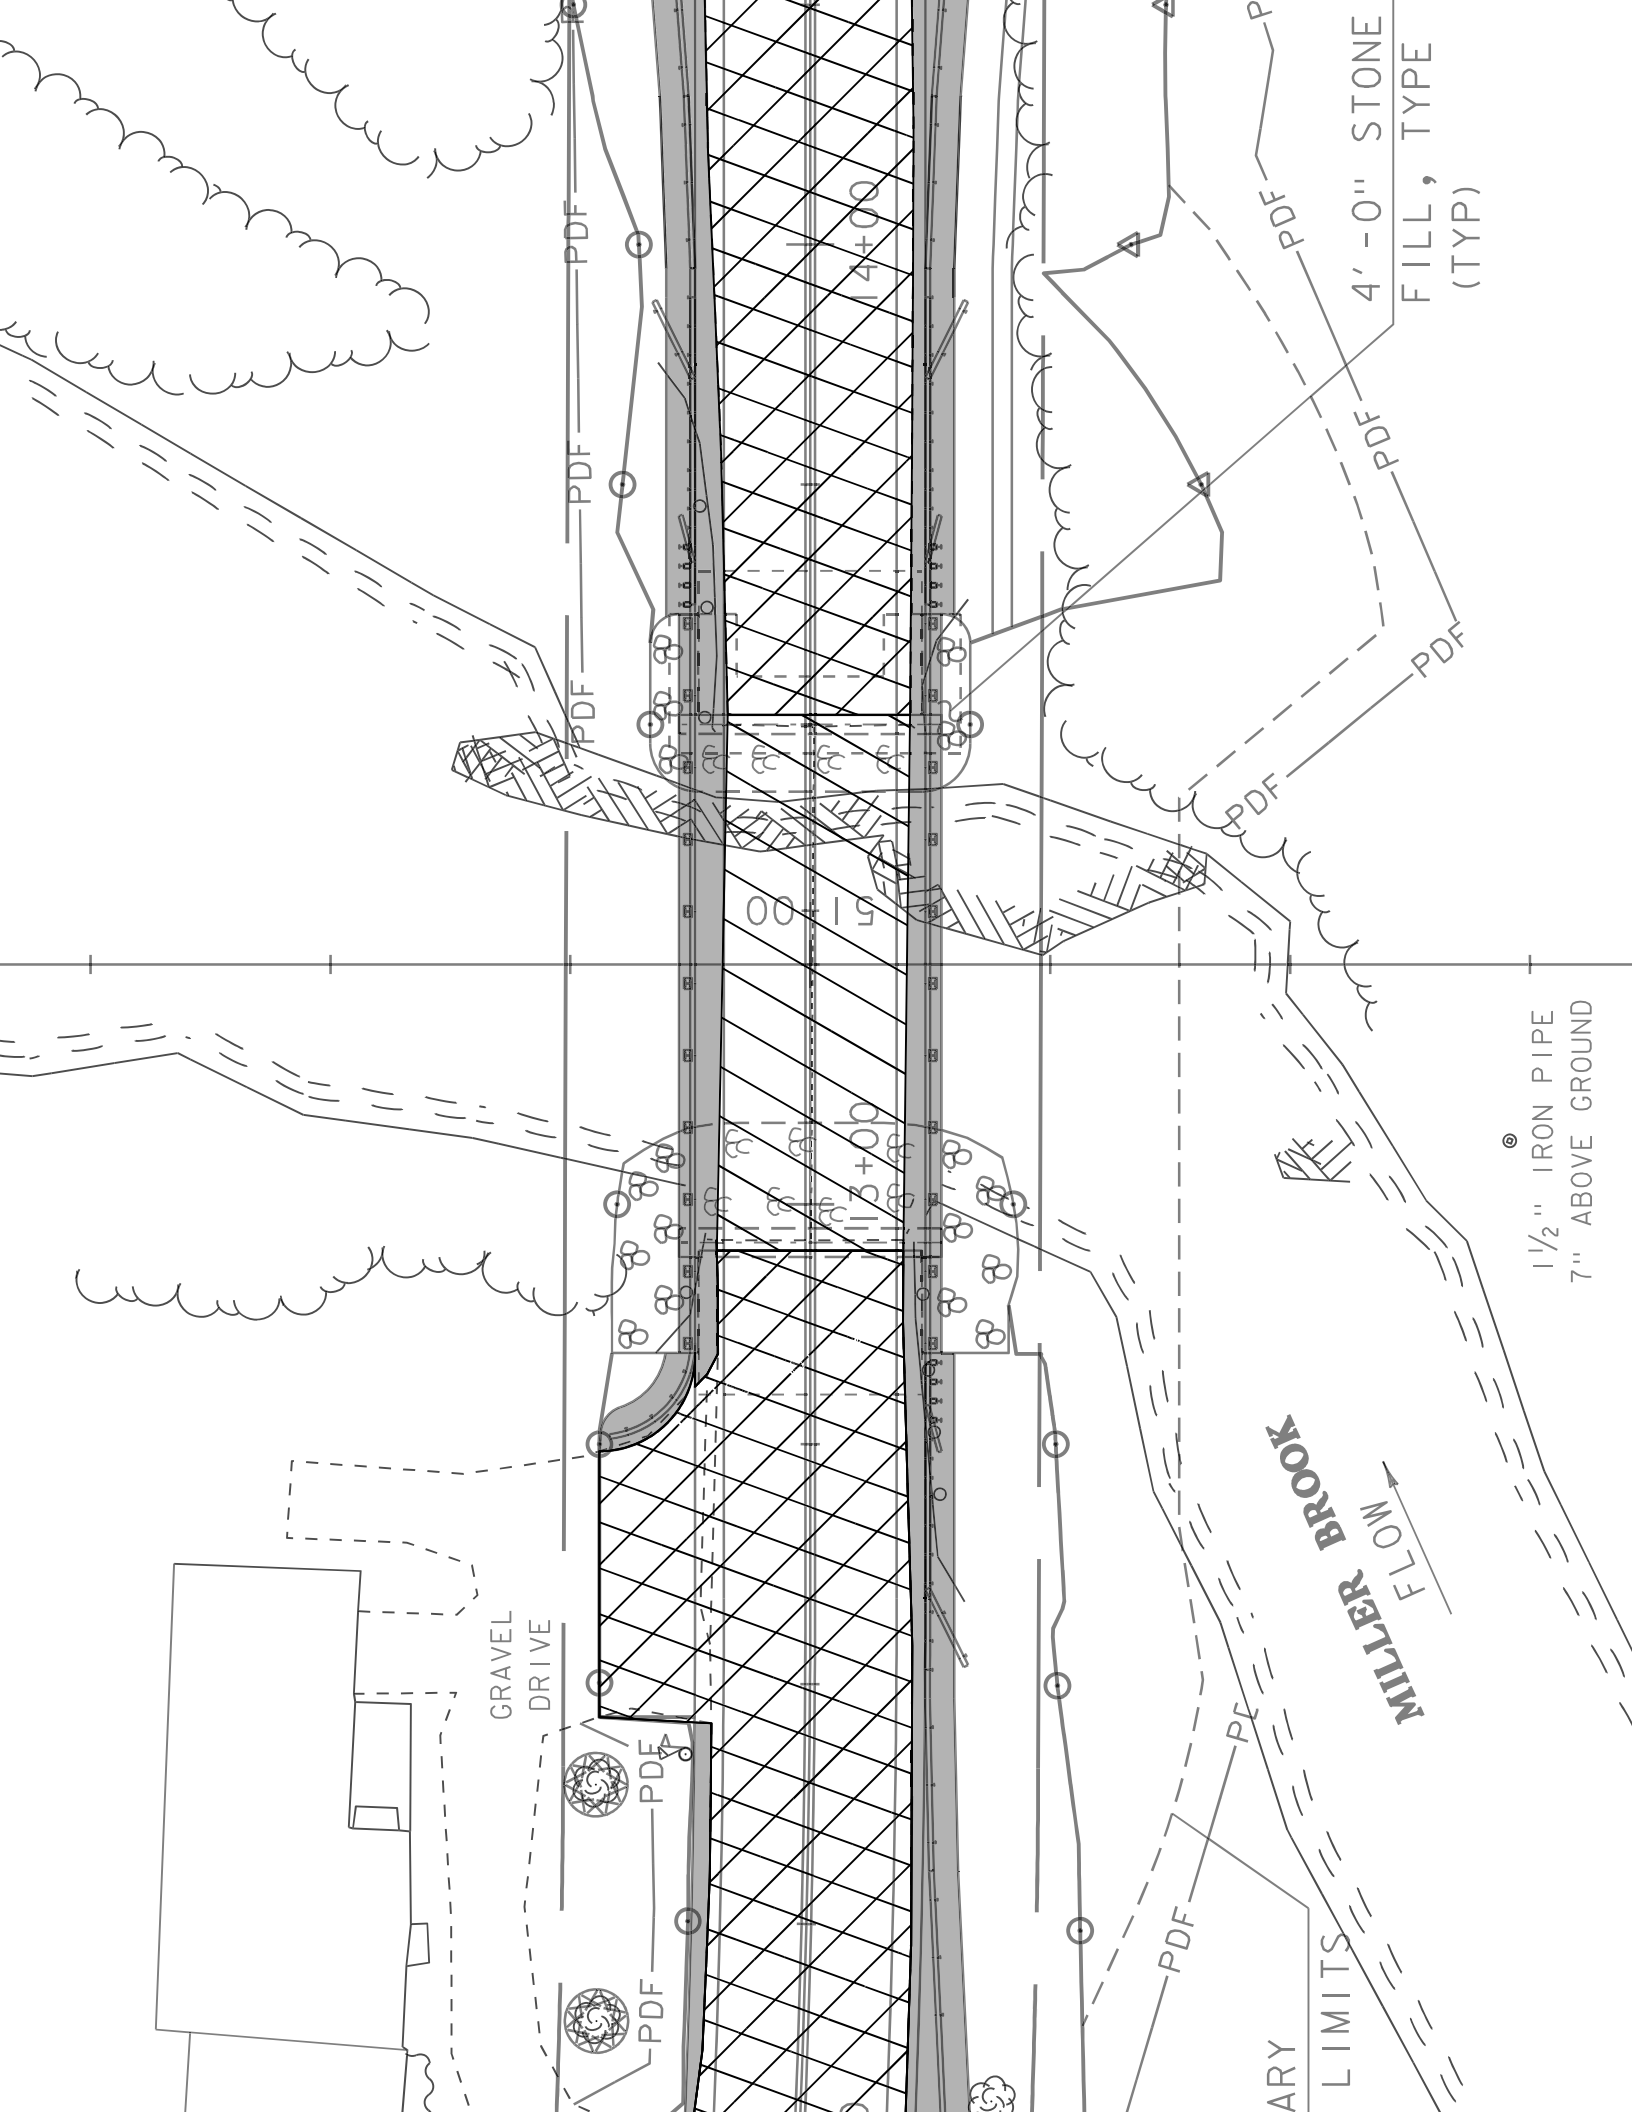 4'-0" STONE
FILL, TYPE
(TYP)
14+00
PDF
PDF
PDF
PDF
PDF
PDF
PDF
51+00
13+00
1½" IRON PIPE
7" ABOVE GROUND
MILLER BROOK
FLOW
GRAVEL
DRIVE
PDF
PDF
PDF
ARY
LIMITS